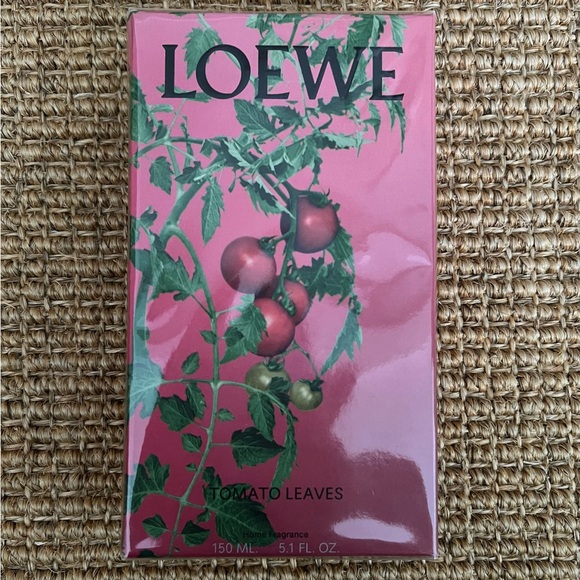 LOEWE
TOMATO LEAVES
Home Fragrance
150 ML. 5.1 FL. OZ.